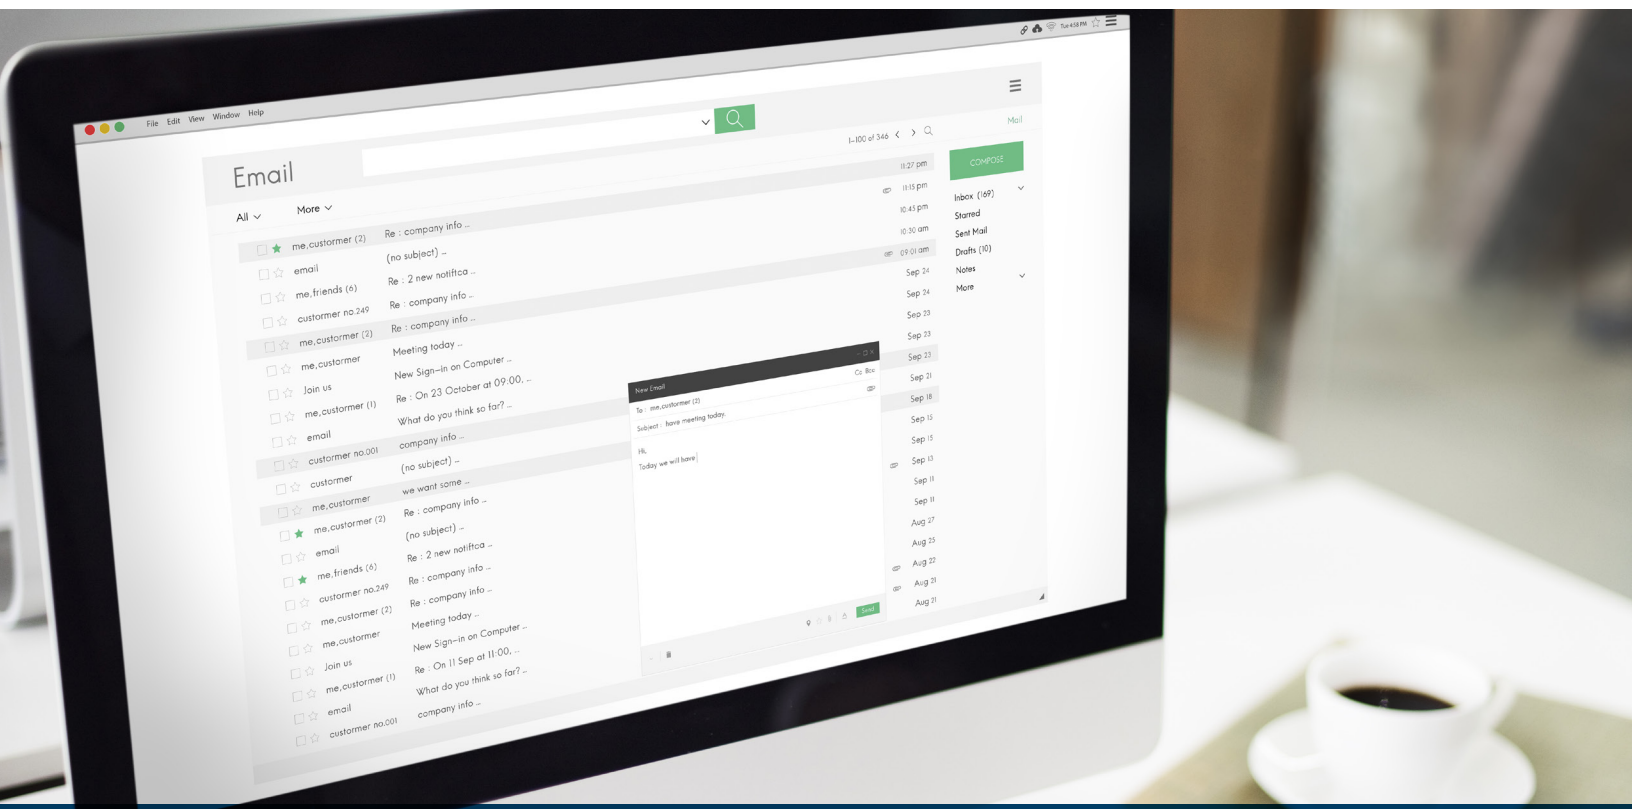 File Edit View Window Help
Tue 4:58 PM
Email
1-100 of 346
Mail
All
More
COMPOSE
Inbox (169)
Starred
Sent Mail
Drafts (10)
Notes
More
me,custormer (2) Re : company info ... 11:27 pm
email (no subject) ... 11:15 pm
me,friends (6) Re : 2 new notiftca ... 10:45 pm
custormer no.249 Re : company info ... 10:30 am
me,custormer (2) Re : company info ... 09:01 am
me,custormer Meeting today ... Sep 24
Join us New Sign-in on Computer ... Sep 24
me,custormer (1) Re : On 23 October at 09:00, ... Sep 23
email What do you think so far? ... Sep 23
custormer no.001 company info ... Sep 23
custormer (no subject) ... Sep 21
me,custormer we want some ... Sep 18
me,custormer (2) Re : company info ... Sep 15
email (no subject) ... Sep 15
me,friends (6) Re : 2 new notiftca ... Sep 13
custormer no.249 Re : company info ... Sep 11
me,custormer (2) Re : company info ... Sep 11
me,custormer Meeting today ... Aug 27
Join us New Sign-in on Computer ... Aug 25
me,custormer (1) Re : On 11 Sep at 11:00, ... Aug 22
email What do you think so far? ... Aug 21
custormer no.001 company info ... Aug 21
New Email
To : me,custormer (2) Cc Bcc
Subject : have meeting today.
Hi,
Today we will have
Send